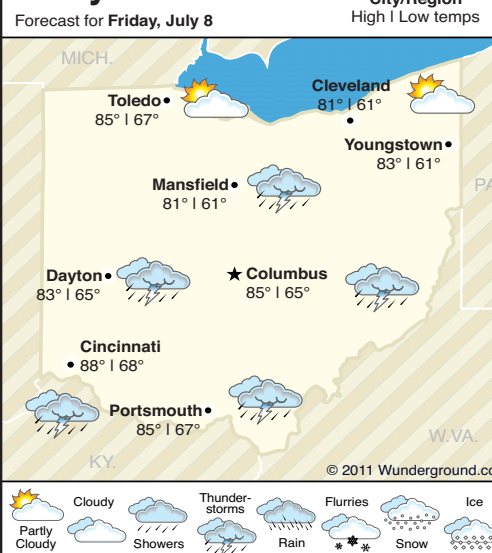 City/Region
Forecast for Friday, July 8
High | Low temps
MICH.
Cleveland
81° | 61°
Toledo
85° | 67°
Youngstown
83° | 61°
Mansfield
81° | 61°
PA
Dayton
83° | 65°
Columbus
85° | 65°
Cincinnati
88° | 68°
Portsmouth
85° | 67°
W.VA.
KY.
© 2011 Wunderground.co
Partly
Cloudy
Cloudy
Showers
Thunder-
storms
Rain
Flurries
Snow
Ice